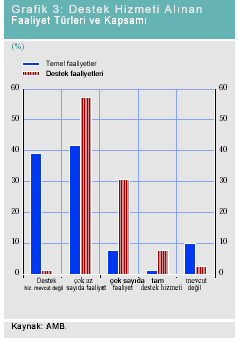 Grafik 3: Destek Hizmeti Alınan
Faaliyet Türleri ve Kapsamı
(%)
Temel faaliyetler
Destek faaliyetleri
60 60
50 50
40 40
30 30
20 20
10 10
0 0
Destek çok az çok sayıda tam mevcut
hiz. mevcut değil sayıda faaliyet faaliyet destek hizmeti değil
Kaynak: AMB.